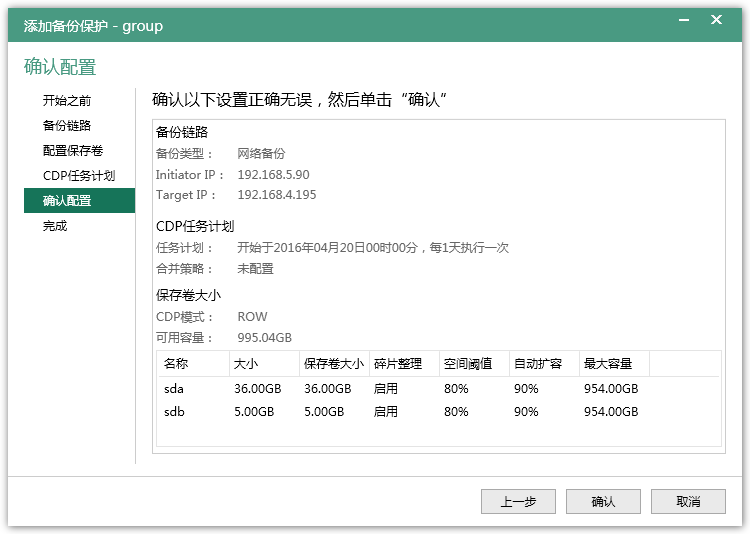 添加备份保护 - group
确认配置
开始之前
备份链路
配置保存卷
CDP任务计划
确认配置
完成
确认以下设置正确无误，然后单击“确认”
备份链路
备份类型： 网络备份
Initiator IP： 192.168.5.90
Target IP： 192.168.4.195
CDP任务计划
任务计划： 开始于2016年04月20日00时00分，每1天执行一次
合并策略： 未配置
保存卷大小
CDP模式： ROW
可用容量： 995.04GB
名称 大小 保存卷大小 碎片整理 空间阈值 自动扩容 最大容量
sda 36.00GB 36.00GB 启用 80% 90% 954.00GB
sdb 5.00GB 5.00GB 启用 80% 90% 954.00GB
上一步 确认 取消